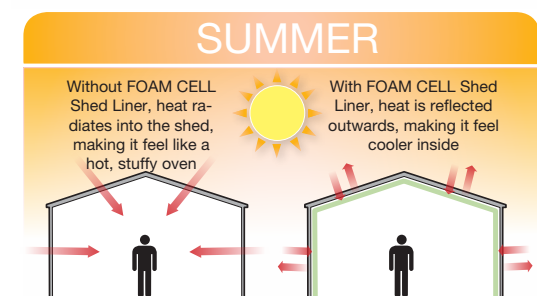 SUMMER
Without FOAM CELL
Shed Liner, heat ra-
diates into the shed,
making it feel like a
hot, stuffy oven
With FOAM CELL Shed
Liner, heat is reflected
outwards, making it feel
cooler inside